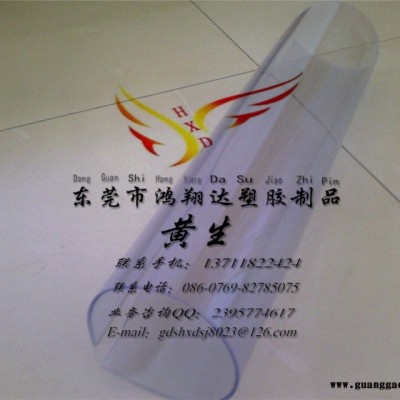 H
X
D
Dong Guan Shi Hong Xiang Da Su Jiao Zhi Pin
东莞市鸿翔达塑胶制品
黄生
联系手机：13711822424
联系电话：086-0769-82785075
业务咨询QQ：2395774617
E-mail：gdshxdsj8023@126.com
www.guanggao